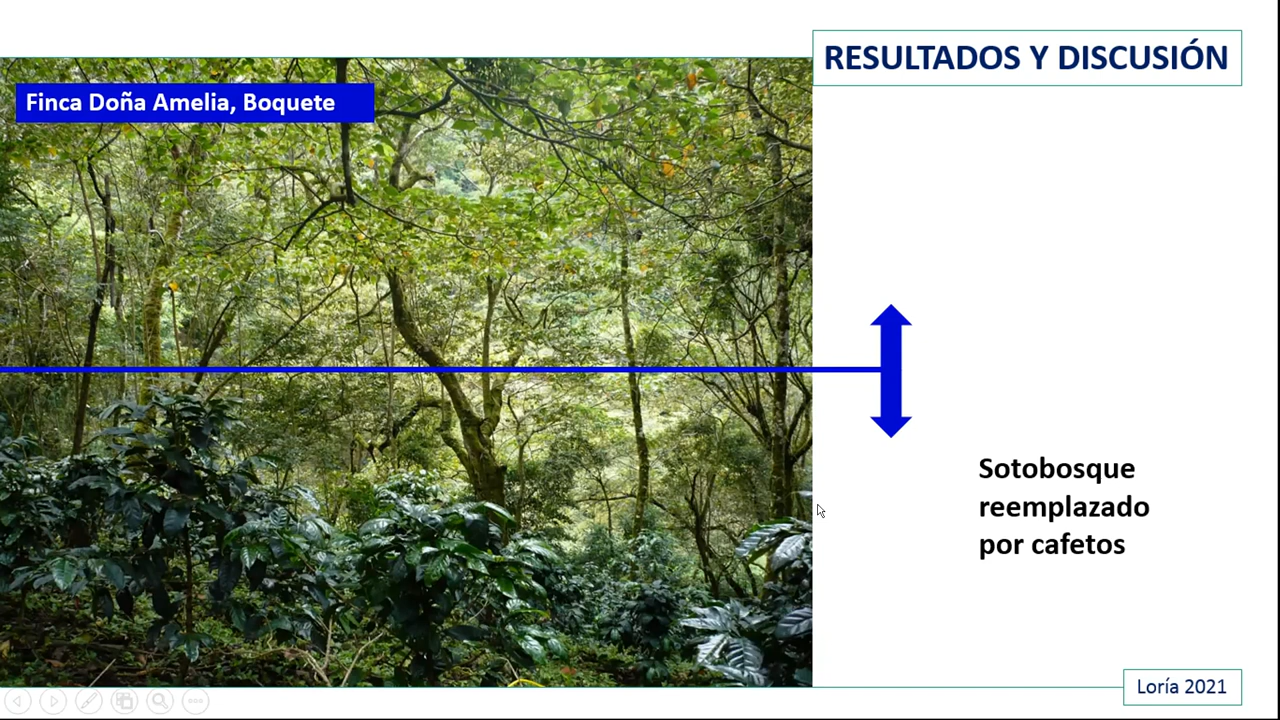 RESULTADOS Y DISCUSIÓN
Finca Doña Amelia, Boquete
Sotobosque
reemplazado
por cafetos
Loría 2021